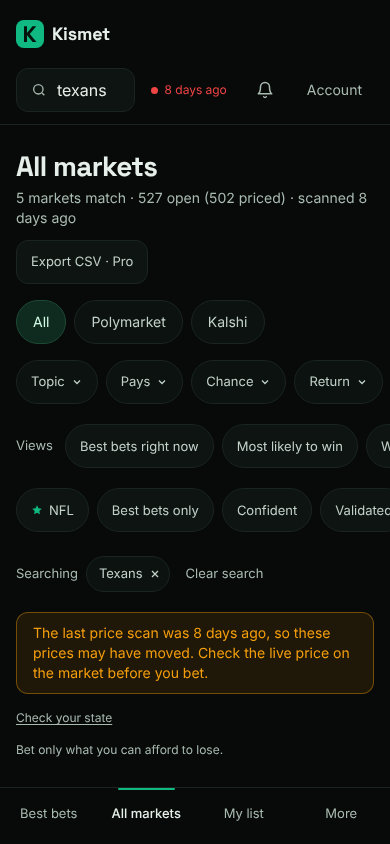 Kismet
texans
8 days ago
Account
All markets
5 markets match · 527 open (502 priced) · scanned 8
days ago
Export CSV · Pro
All
Polymarket
Kalshi
Topic
Pays
Chance
Return
Views
Best bets right now
Most likely to win
NFL
Best bets only
Confident
Validated
Searching
Texans ×
Clear search
The last price scan was 8 days ago, so these
prices may have moved. Check the live price on
the market before you bet.
Check your state
Bet only what you can afford to lose.
Best bets
All markets
My list
More